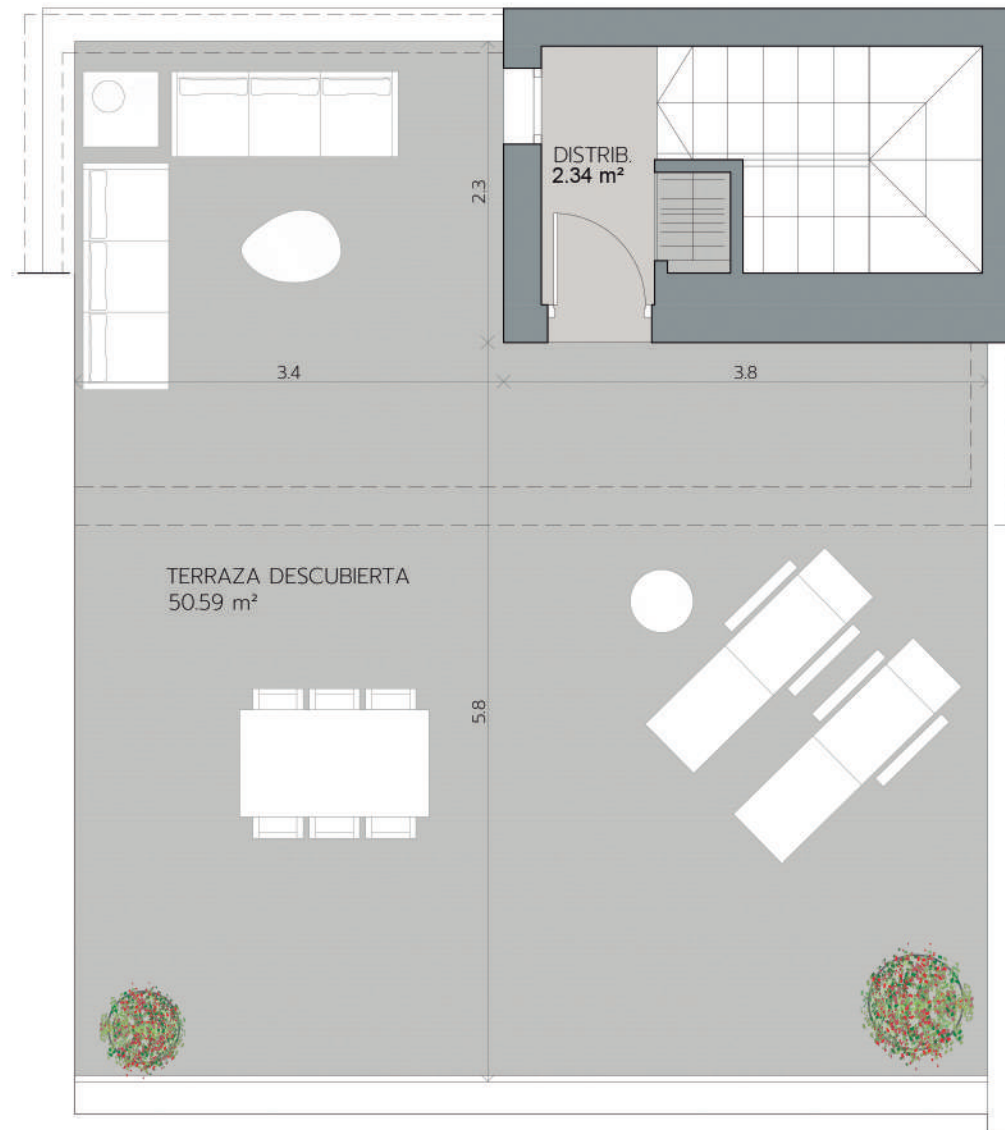 DISTRIB.
2.34 m²
2.3
3.4
3.8
TERRAZA DESCUBIERTA
50.59 m²
5.8